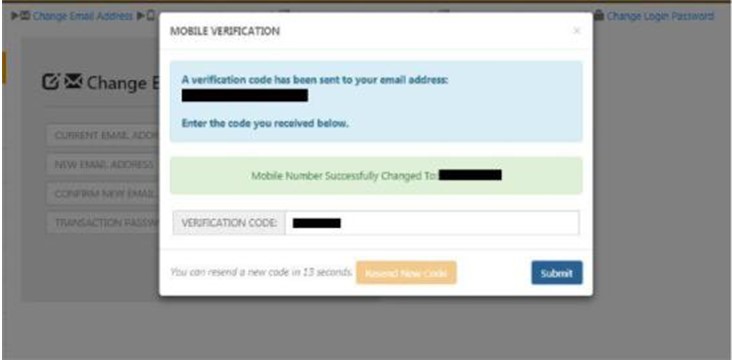 Change Email Address
Change Login Password
MOBILE VERIFICATION
×
Change E
A verification code has been sent to your email address:
Enter the code you received below.
CURRENT EMAIL ADDR
NEW EMAIL ADDRESS
CONFIRM NEW EMAIL
TRANSACTION PASSW
Mobile Number Successfully Changed To:
VERIFICATION CODE:
You can resend a new code in 13 seconds.
Resend New Code
Submit